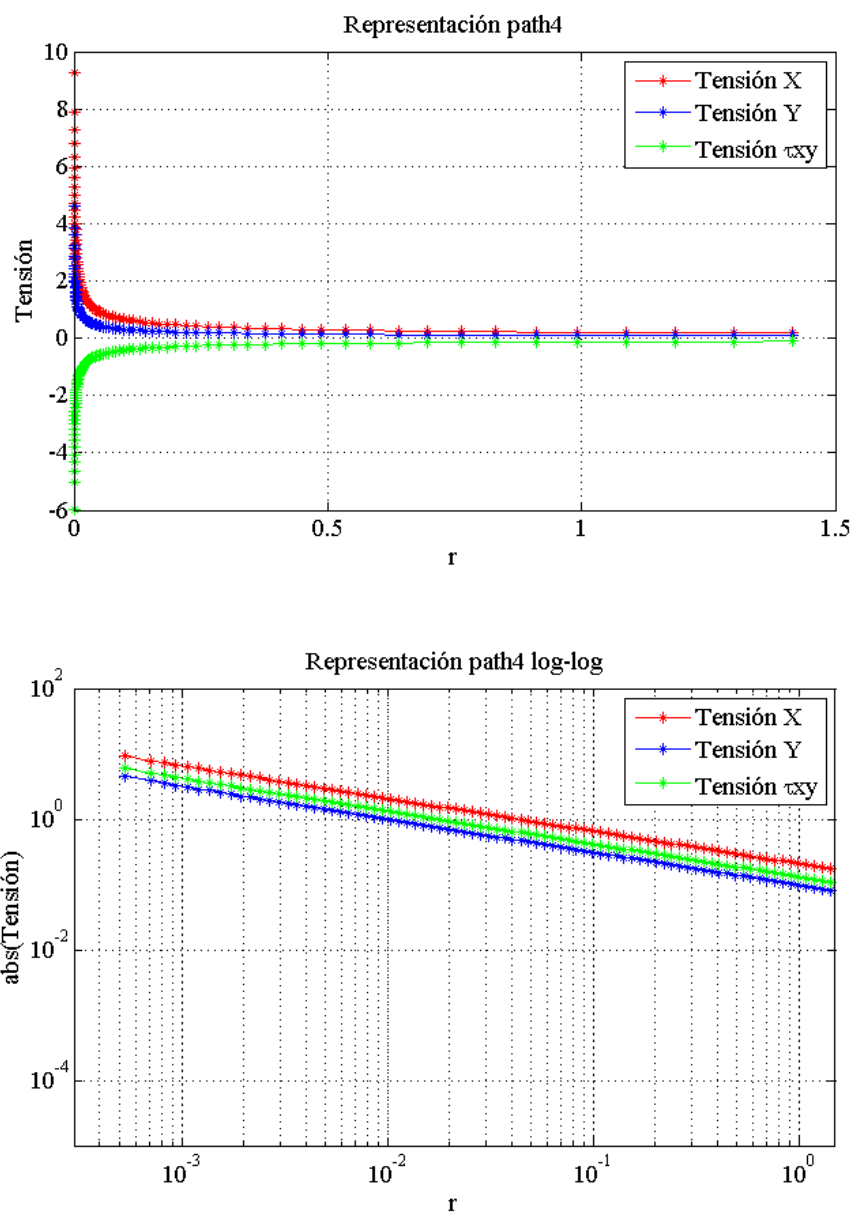 Representación path4
10
8
6
4
2
0
-2
-4
-6
Tensión
Tensión X
Tensión Y
Tensión τxy
0
0.5
1
1.5
r
Representación path4 log-log
10^2
10^0
10^-2
10^-4
abs(Tensión)
Tensión X
Tensión Y
Tensión τxy
10^-3
10^-2
10^-1
10^0
r